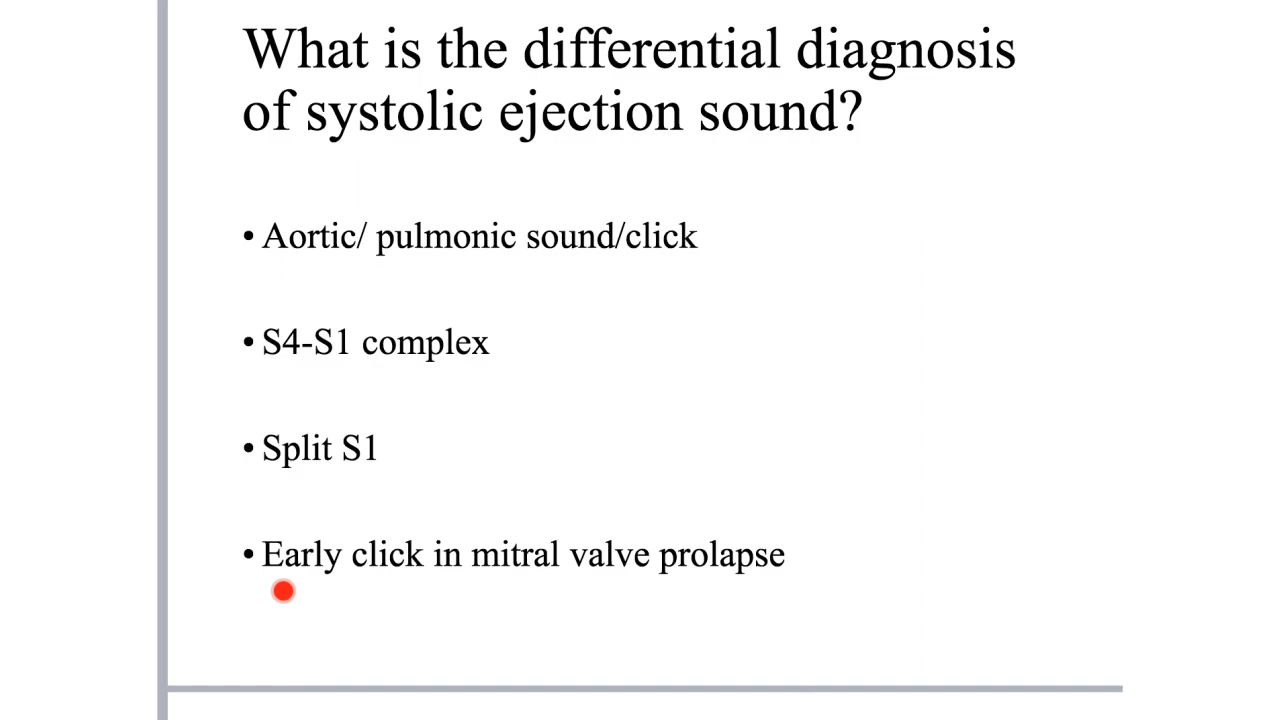 What is the differential diagnosis
of systolic ejection sound?
• Aortic/ pulmonic sound/click
• S4-S1 complex
• Split S1
• Early click in mitral valve prolapse